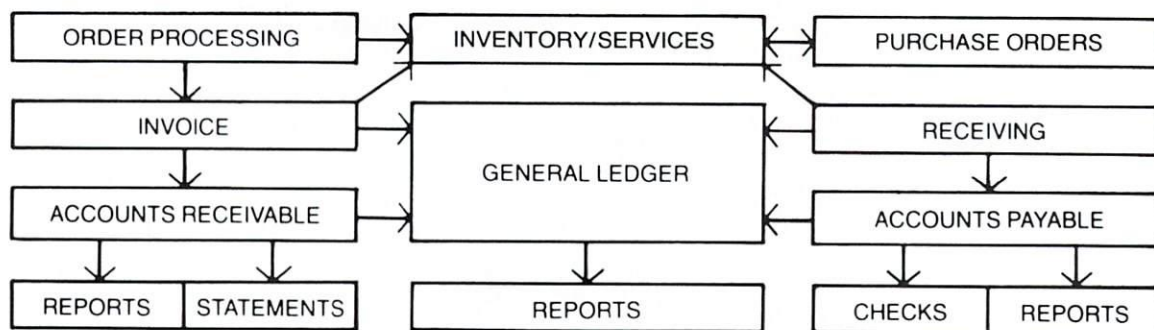 ORDER PROCESSING
INVENTORY/SERVICES
PURCHASE ORDERS
INVOICE
RECEIVING
GENERAL LEDGER
ACCOUNTS RECEIVABLE
ACCOUNTS PAYABLE
REPORTS
STATEMENTS
REPORTS
CHECKS
REPORTS